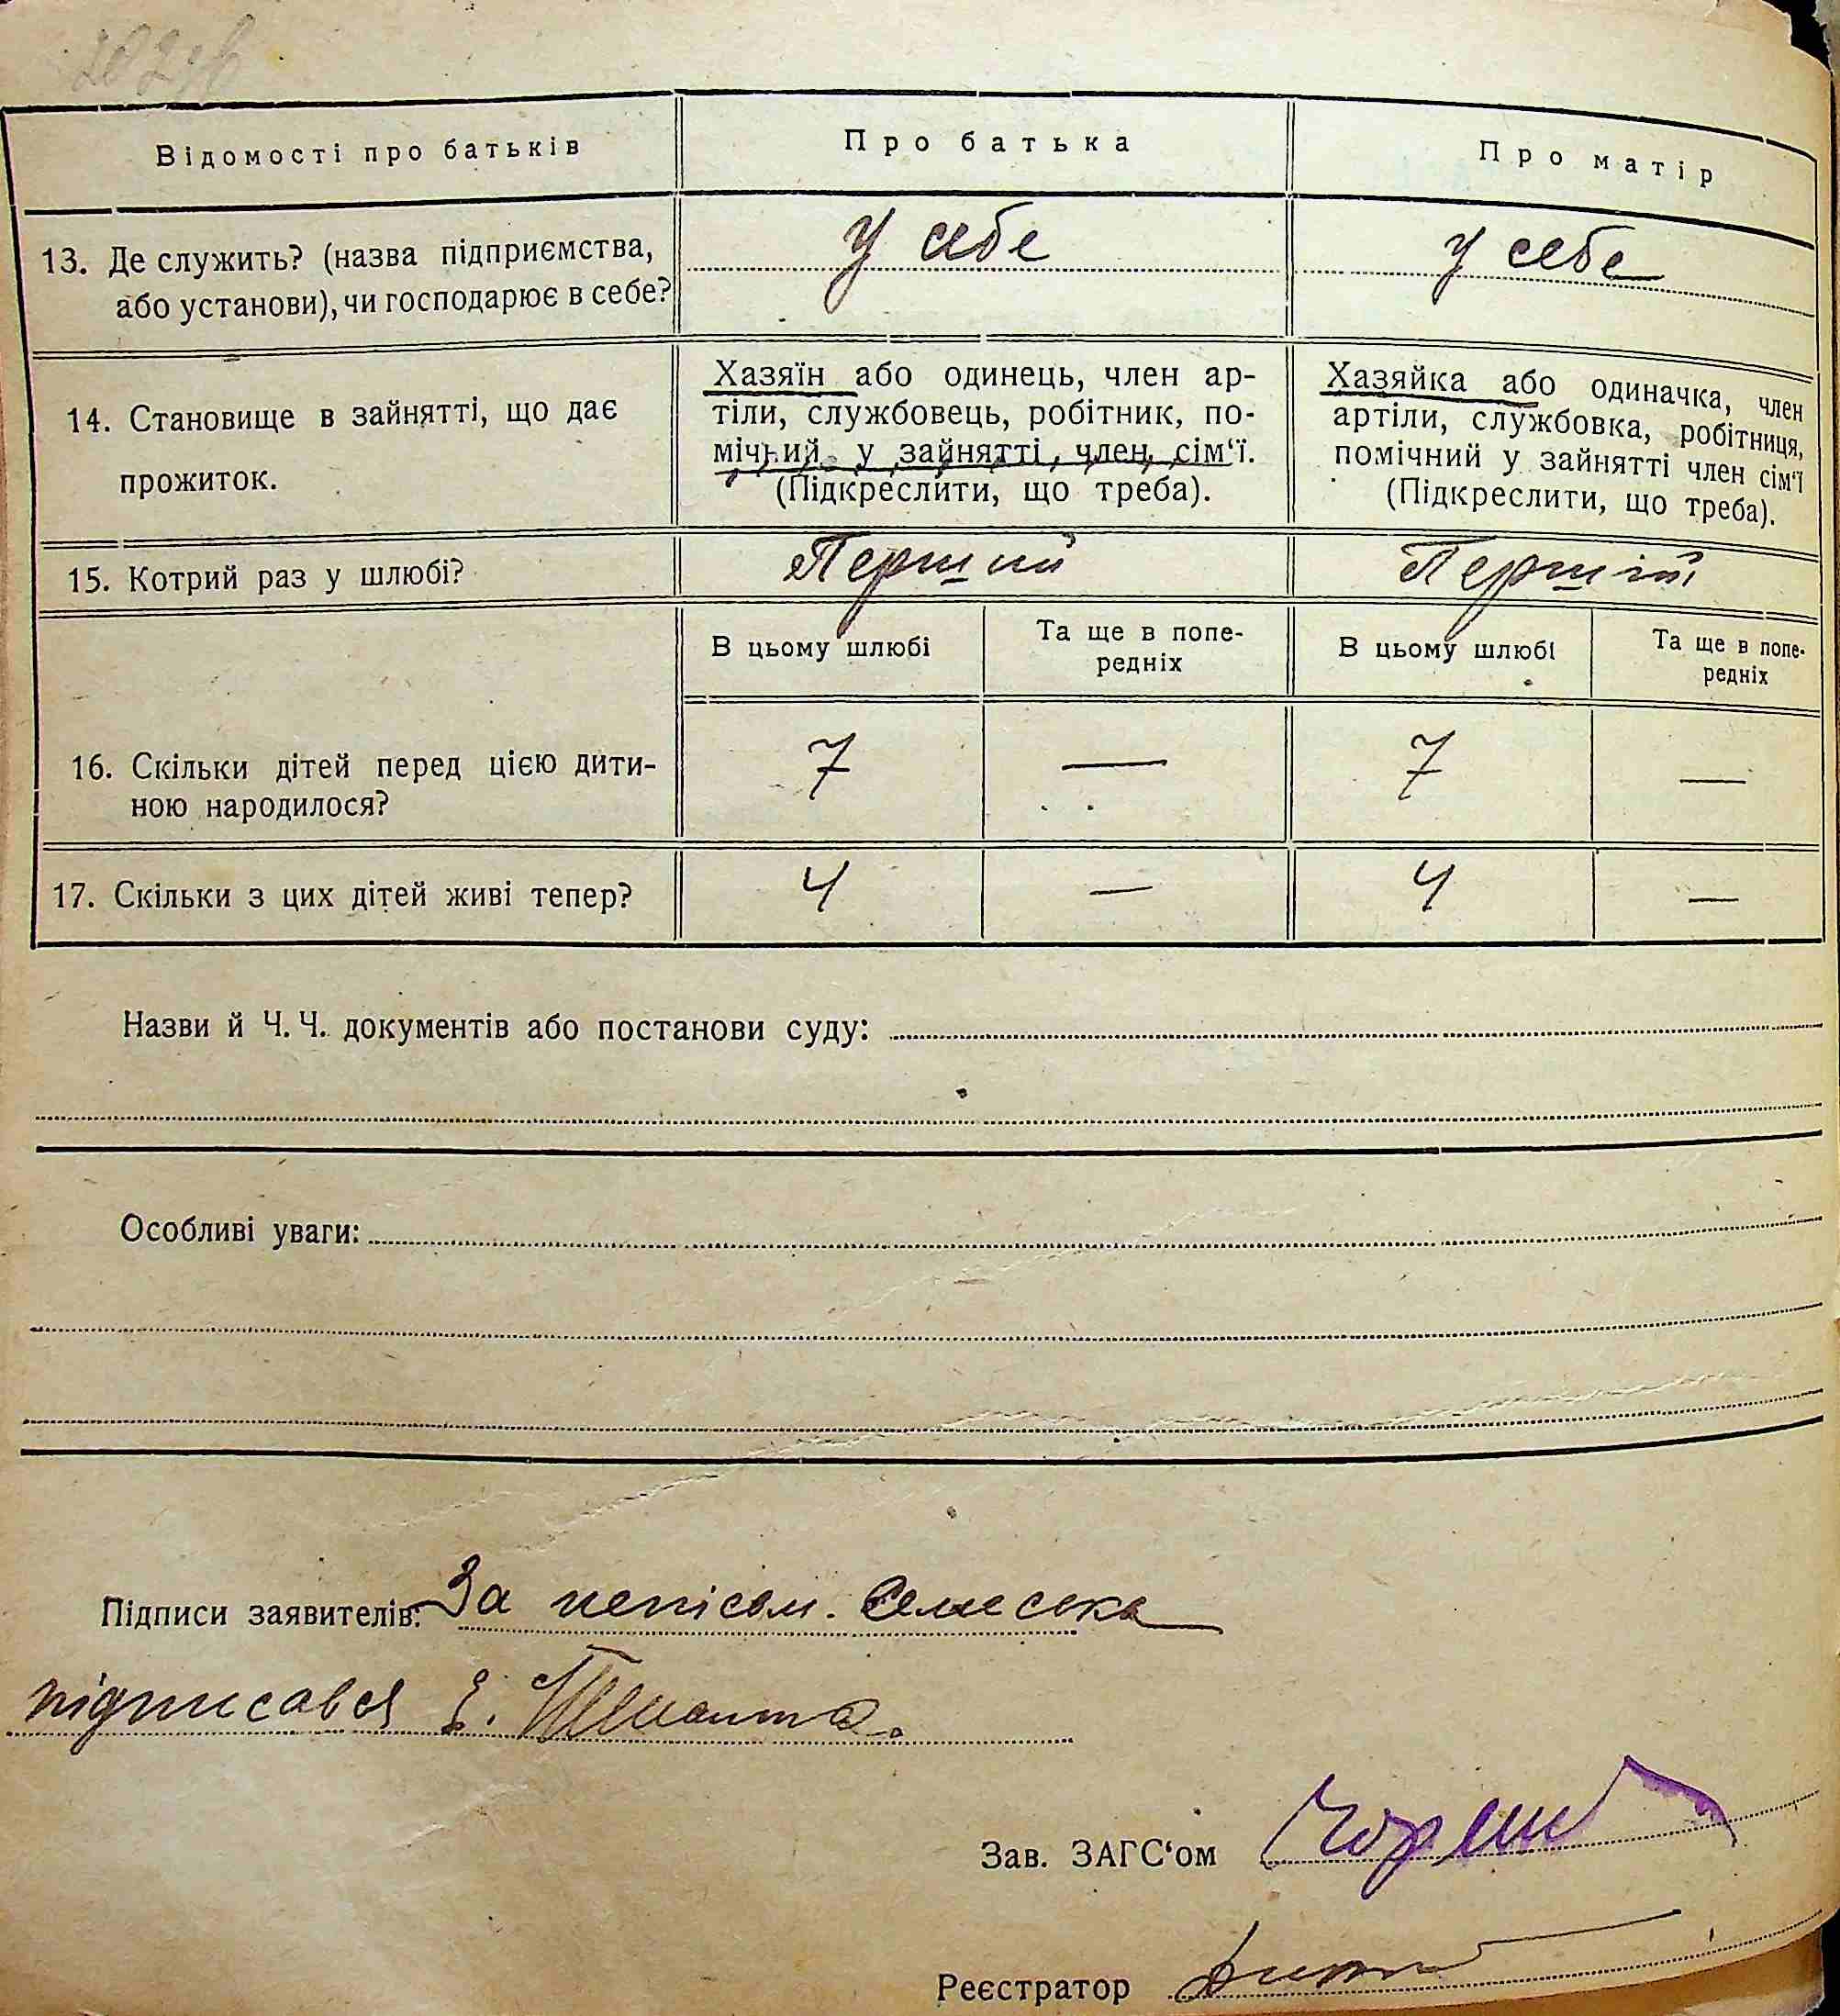 Відомості про батьків
Про батька
Про матір
13. Де служить? (назва підприємства,
або установи), чи господарює в себе?
У себе
У себе
14. Становище в зайнятті, що дає
прожиток.
Хазяїн або одинець, член ар-
тіли, службовець, робітник, по-
мічний у зайнятті, член сім‘ї.
(Підкреслити, що треба).
Хазяйка або одиначка, член
артіли, службовка, робітниця,
помічний у зайнятті член сім‘ї
(Підкреслити, що треба).
15. Котрий раз у шлюбі?
Перший
Першій
В цьому шлюбі
Та ще в попе-
редніх
В цьому шлюбі
Та ще в попе-
редніх
16. Скільки дітей перед цією дити-
ною народилося?
7
—
7
—
17. Скільки з цих дітей живі тепер?
4
—
4
—
Назви й Ч. Ч. документів або постанови суду:
Особливі уваги:
Підписи заявителів: За непісам.
підписався
Зав. ЗАГС‘ом
Реєстратор